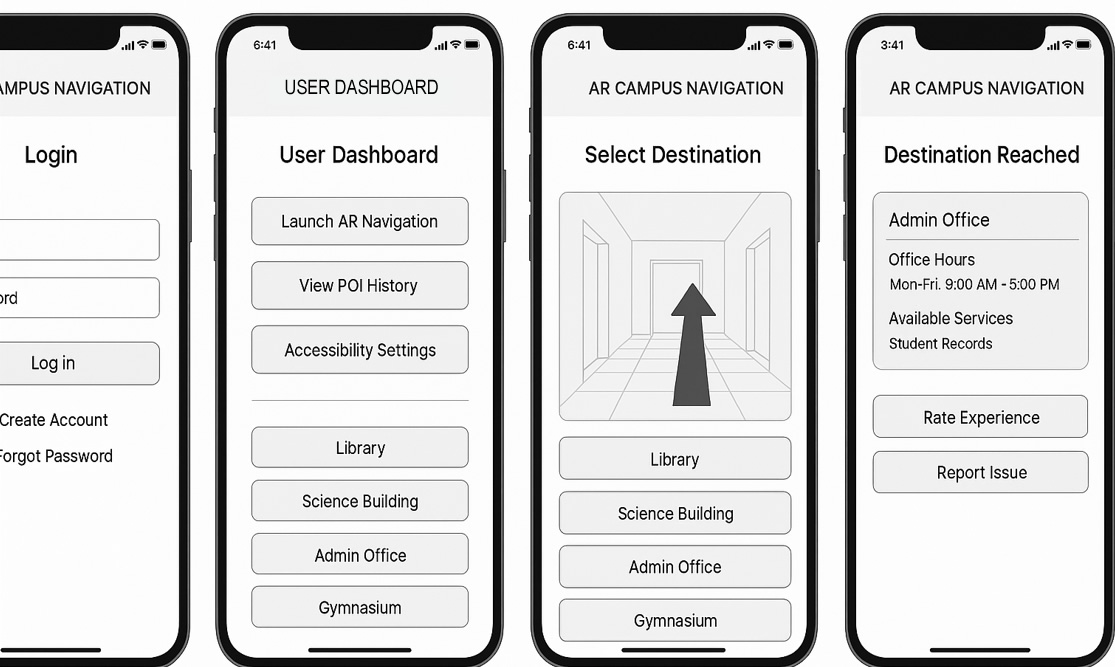 AMPUS NAVIGATION
Login
ord
Log in
Create Account
Forgot Password
6:41
USER DASHBOARD
User Dashboard
Launch AR Navigation
View POI History
Accessibility Settings
Library
Science Building
Admin Office
Gymnasium
6:41
AR CAMPUS NAVIGATION
Select Destination
Library
Science Building
Admin Office
Gymnasium
3:41
AR CAMPUS NAVIGATION
Destination Reached
Admin Office
Office Hours
Mon-Fri. 9:00 AM - 5:00 PM
Available Services
Student Records
Rate Experience
Report Issue